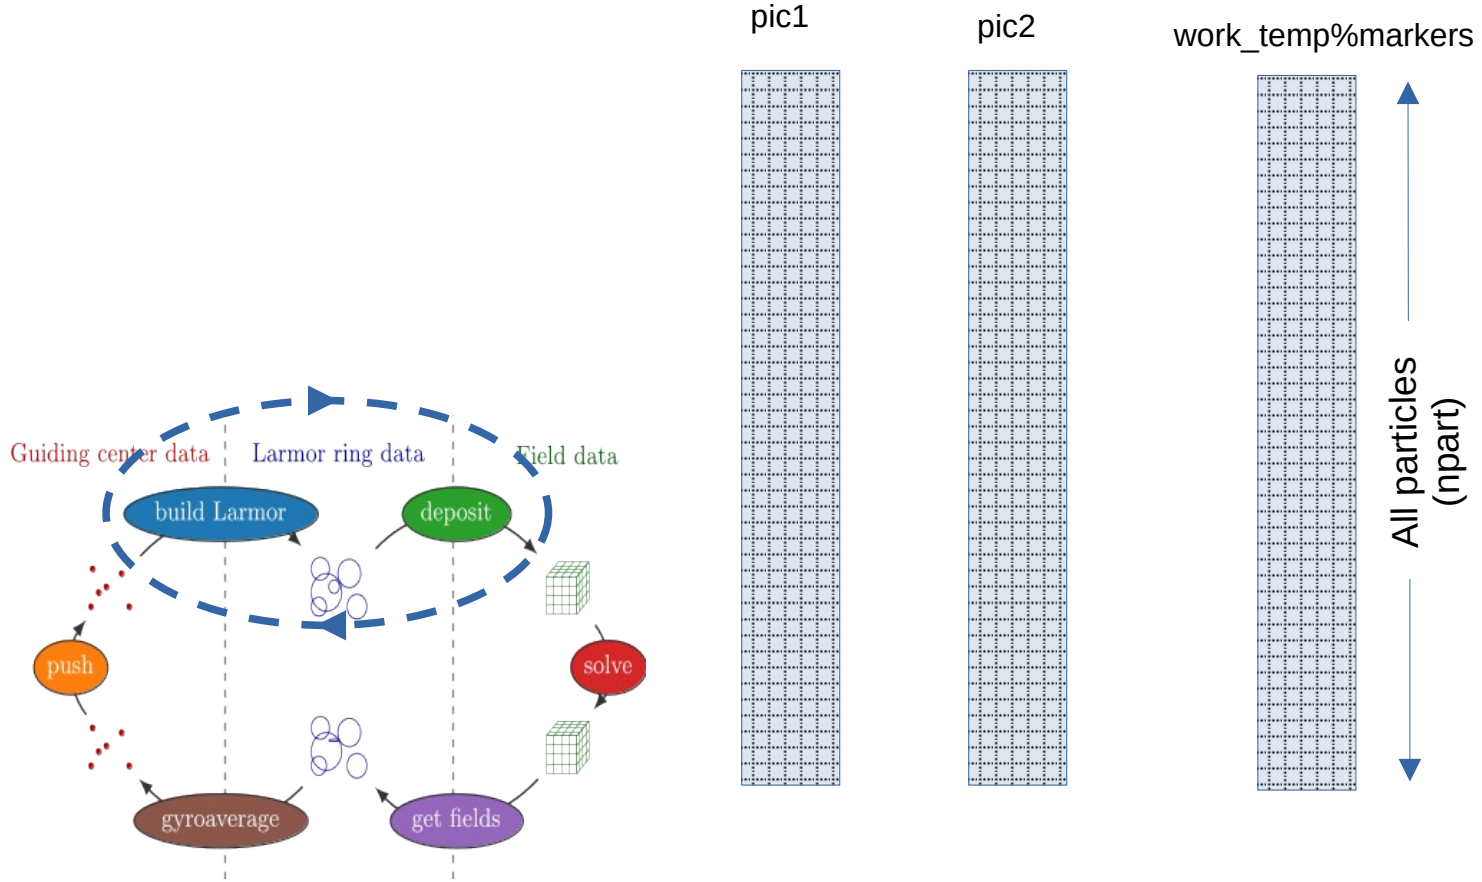 pic1
pic2
work_temp%markers
All particles
(npart)
Guiding center data
Larmor ring data
Field data
build Larmor
deposit
push
solve
gyroaverage
get fields